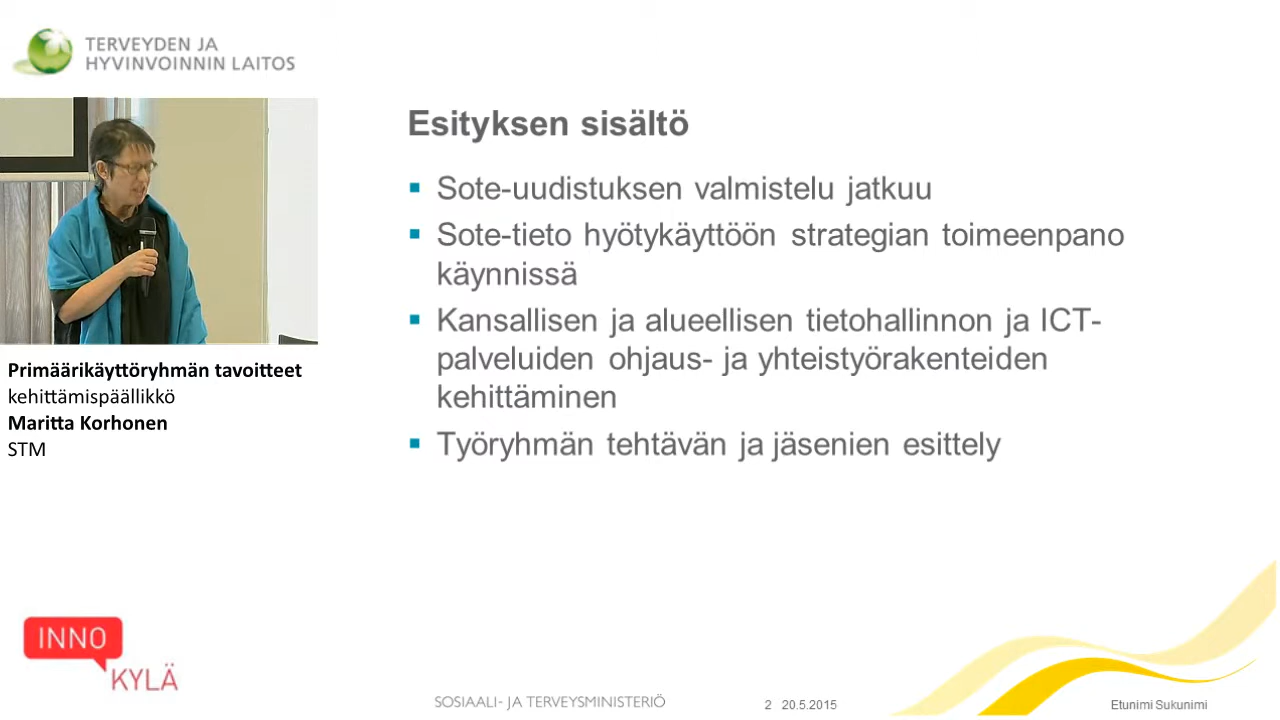 TERVEYDEN JA
HYVINVOINNIN LAITOS
Esityksen sisältö
Sote-uudistuksen valmistelu jatkuu
Sote-tieto hyötykäyttöön strategian toimeenpano
käynnissä
Kansallisen ja alueellisen tietohallinnon ja ICT-
palveluiden ohjaus- ja yhteistyörakenteiden
kehittäminen
Työryhmän tehtävän ja jäsenien esittely
Primäärikäyttöryhmän tavoitteet
kehittämispäällikkö
Maritta Korhonen
STM
INNO
KYLÄ
SOSIAALI- JA TERVEYSMINISTERIÖ
2 20.5.2015
Etunimi Sukunimi